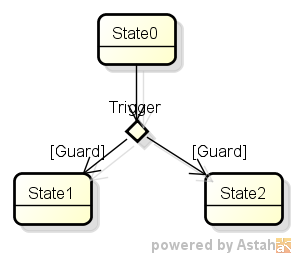 State0
Trigger
[Guard] [Guard]
State1 State2
powered by Astah